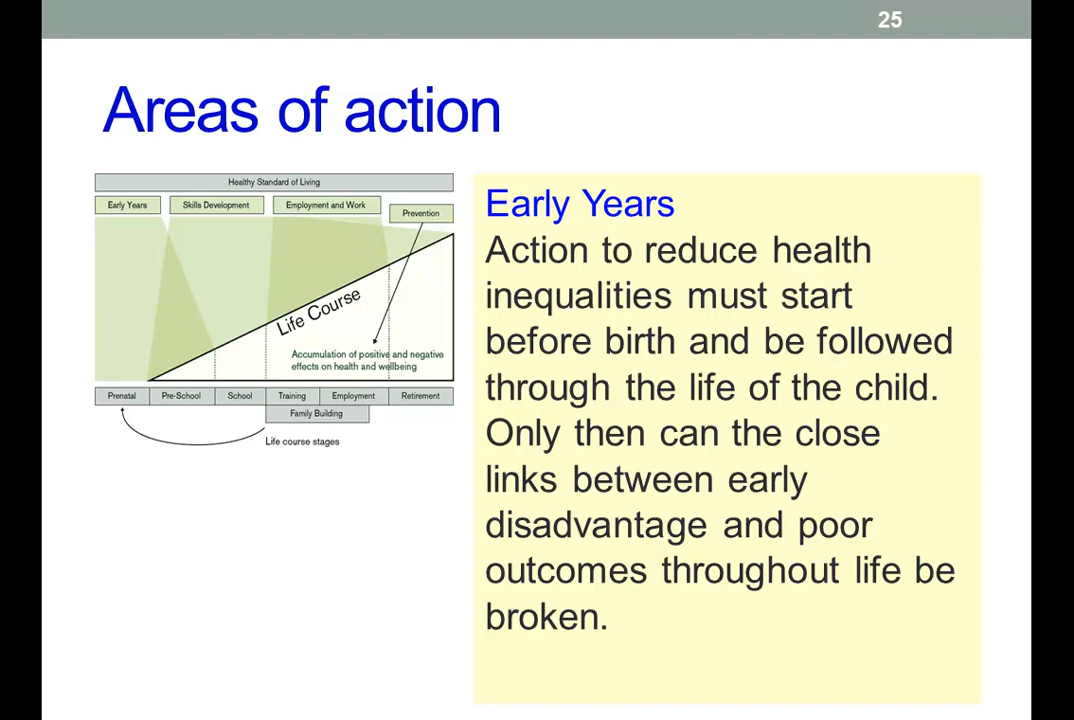 25
Areas of action
Healthy Standard of Living
Early Years
Skills Development
Employment and Work
Prevention
Life Course
Accumulation of positive and negative
effects on health and wellbeing
Prenatal
Pre-School
School
Training
Employment
Retirement
Family Building
Life course stages
Early Years
Action to reduce health
inequalities must start
before birth and be followed
through the life of the child.
Only then can the close
links between early
disadvantage and poor
outcomes throughout life be
broken.